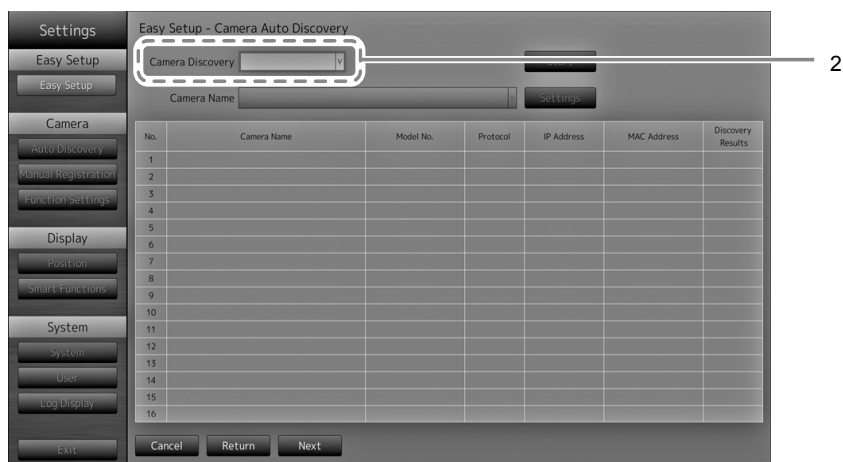 Settings
Easy Setup
Easy Setup
Camera
Auto Discovery
Manual Registration
Function Settings
Display
Position
Smart Functions
System
System
User
Log Display
Exit
Easy Setup - Camera Auto Discovery
Camera Discovery
2
Camera Name Settings
No. Camera Name Model No. Protocol IP Address MAC Address Discovery Results
1
2
3
4
5
6
7
8
9
10
11
12
13
14
15
16
Cancel Return Next